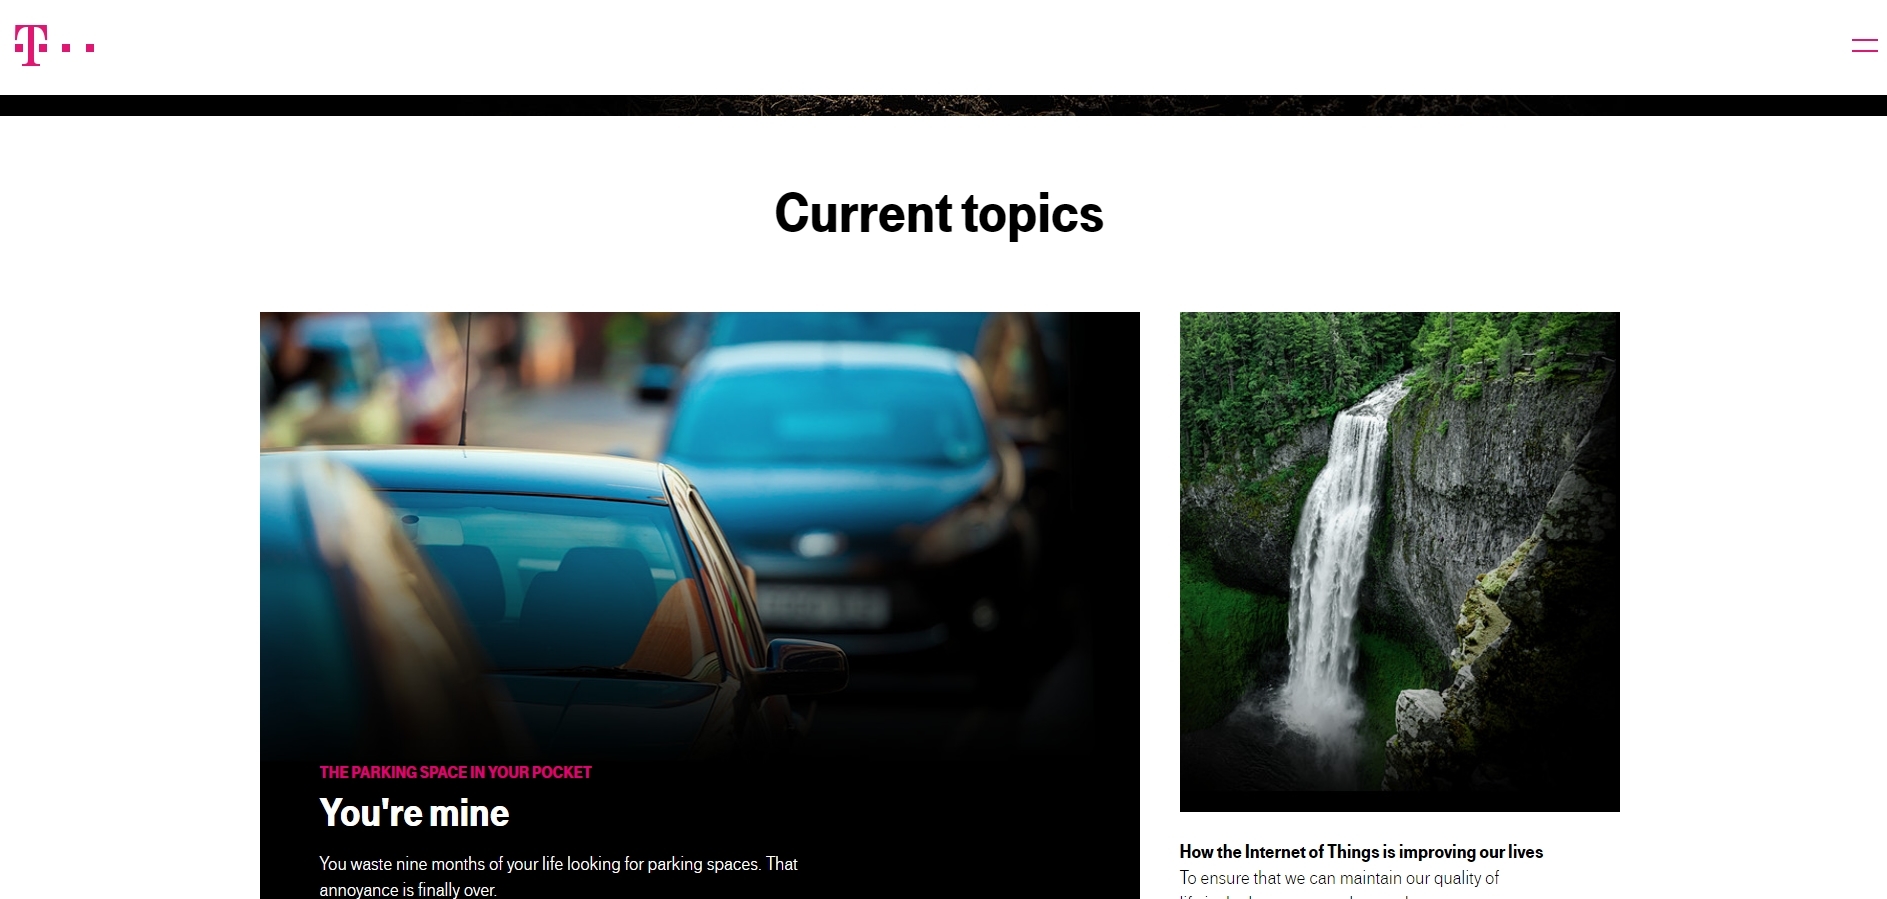 T
Current topics
THE PARKING SPACE IN YOUR POCKET
You're mine
You waste nine months of your life looking for parking spaces. That
annoyance is finally over.
How the Internet of Things is improving our lives
To ensure that we can maintain our quality of